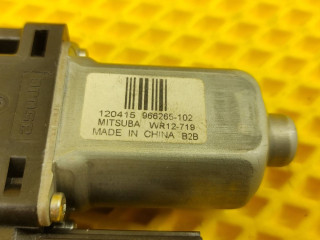 120415 966265-102
MITSUBA WR12-719
MADE IN CHINA B2B